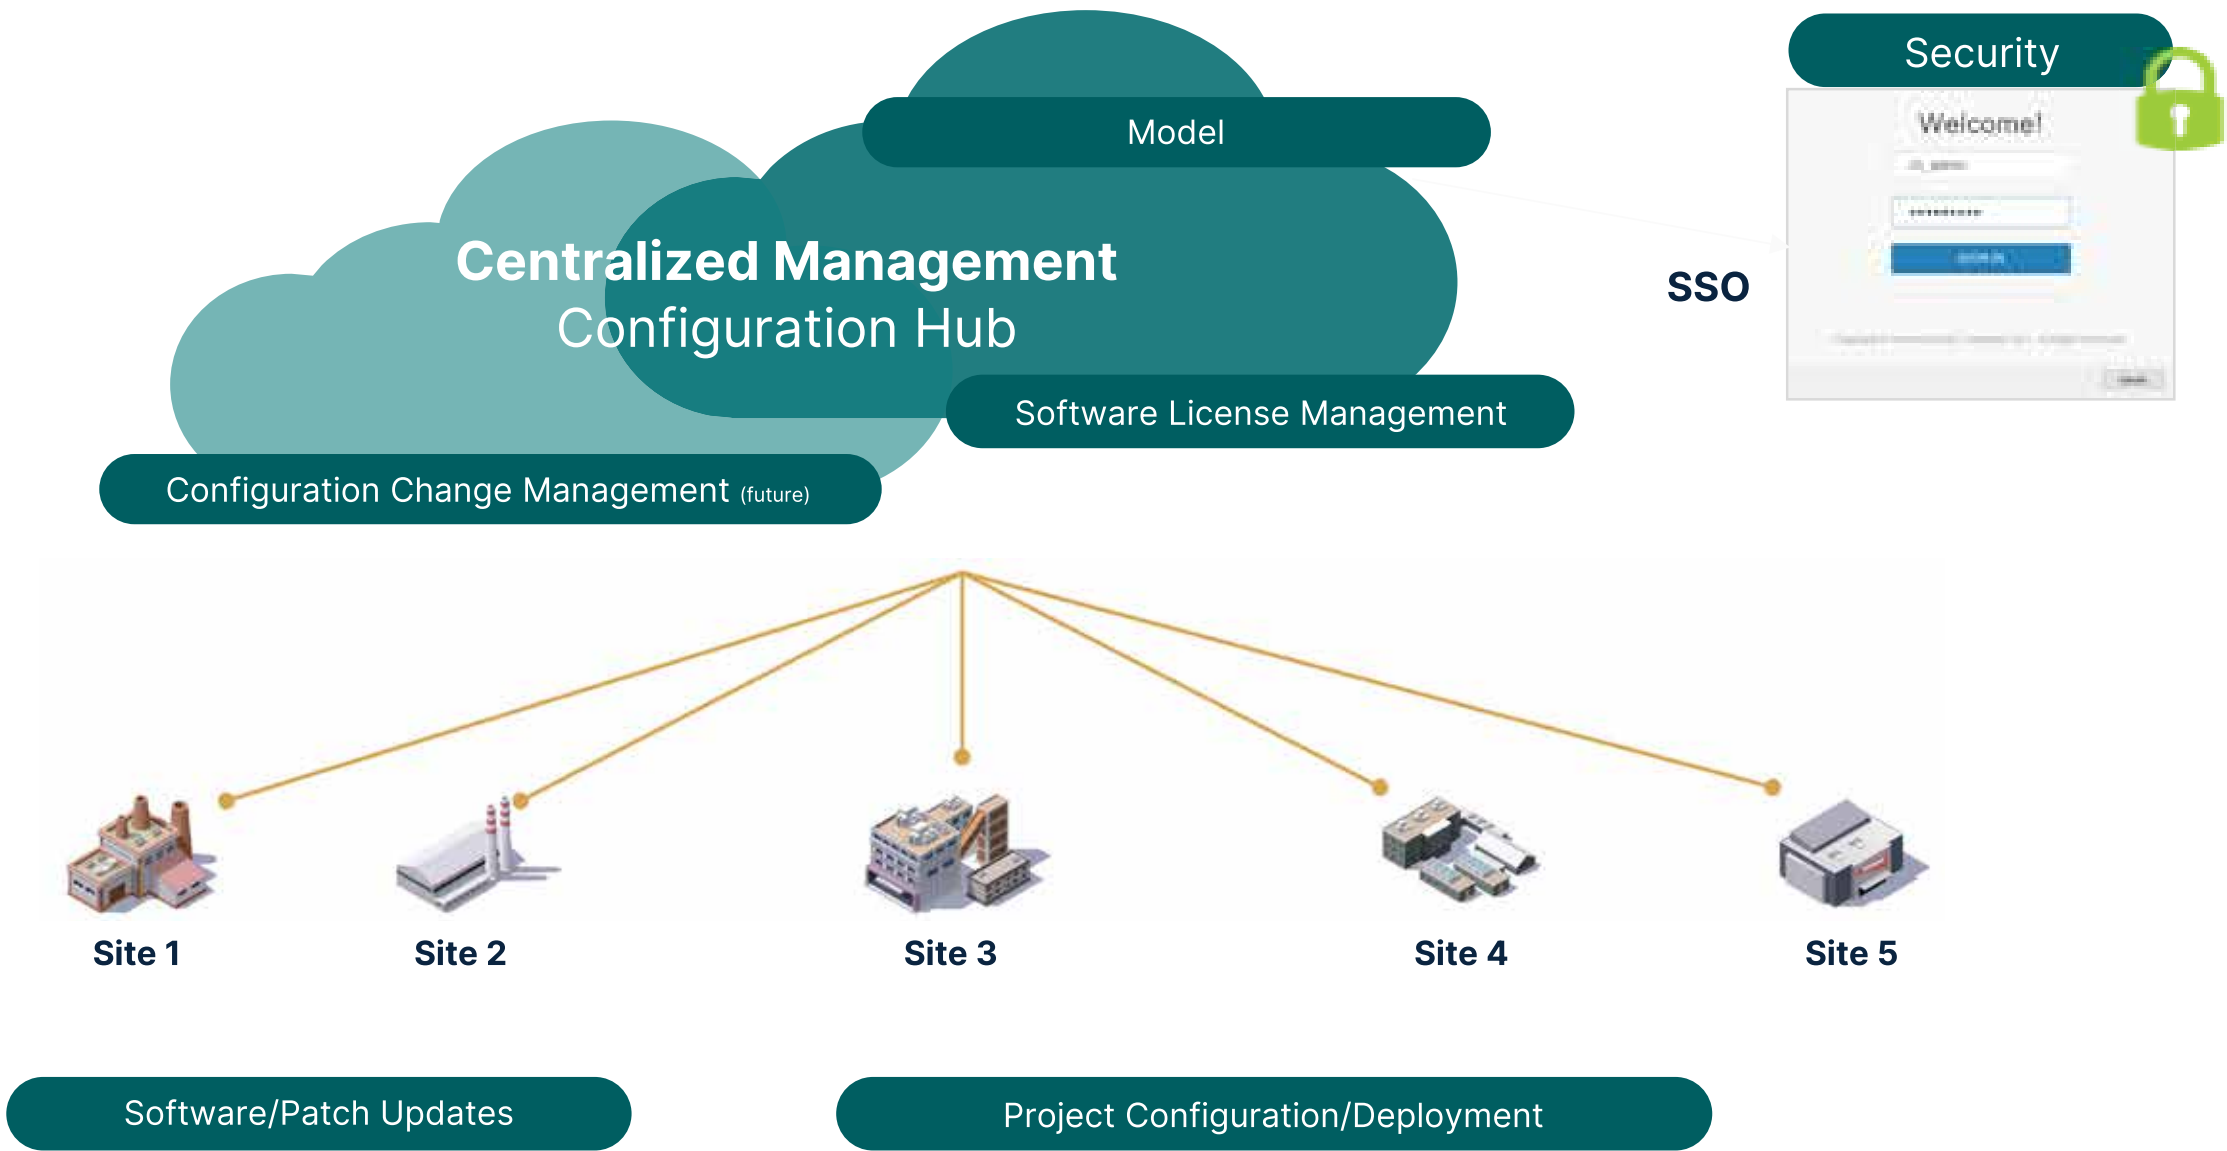 Security
Model
Welcome!
Centralized Management
Configuration Hub
SSO
Software License Management
Configuration Change Management (future)
Site 1
Site 2
Site 3
Site 4
Site 5
Software/Patch Updates
Project Configuration/Deployment